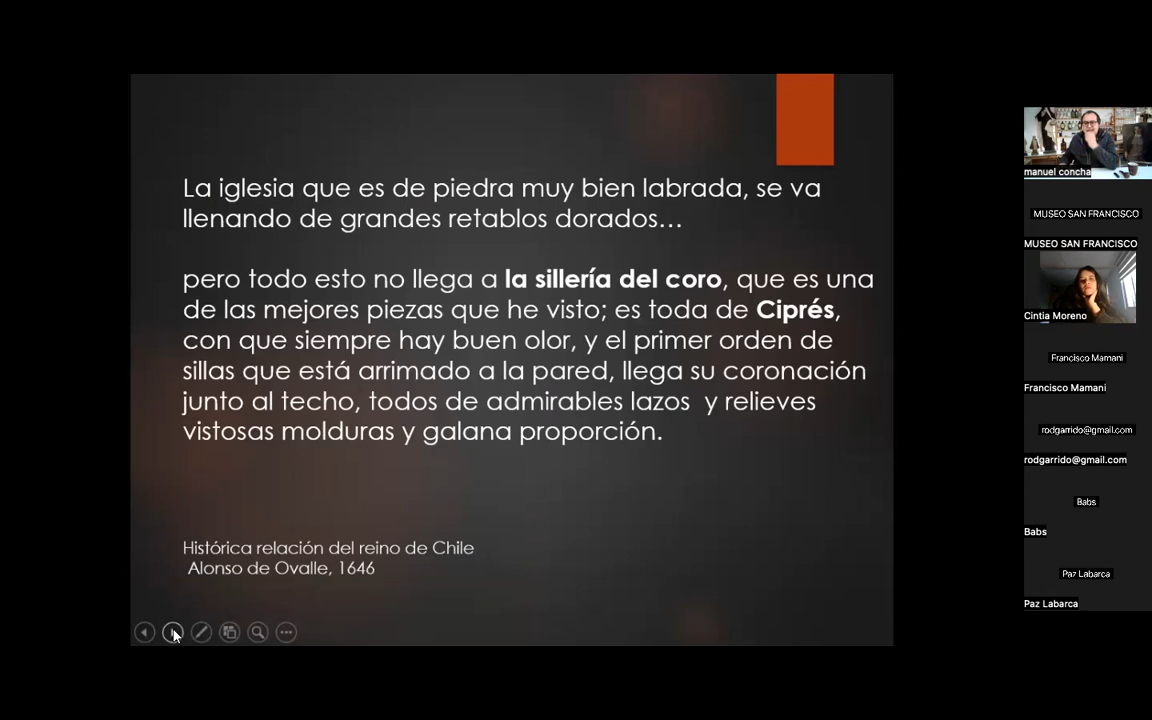 La iglesia que es de piedra muy bien labrada, se va
llenando de grandes retablos dorados…
pero todo esto no llega a la sillería del coro, que es una
de las mejores piezas que he visto; es toda de Ciprés,
con que siempre hay buen olor, y el primer orden de
sillas que está arrimado a la pared, llega su coronación
junto al techo, todos de admirables lazos  y relieves
vistosas molduras y galana proporción.
Histórica relación del reino de Chile
Alonso de Ovalle, 1646
manuel concha
MUSEO SAN FRANCISCO
MUSEO SAN FRANCISCO
Cintia Moreno
Francisco Mamani
Francisco Mamani
rodgarrido@gmail.com
rodgarrido@gmail.com
Babs
Babs
Paz Labarca
Paz Labarca